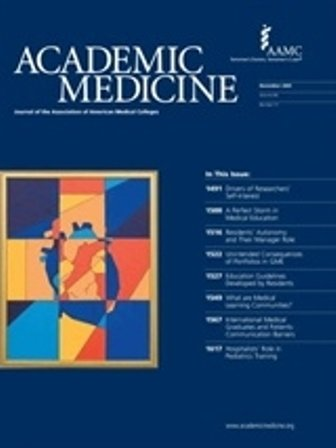 AAMC
ACADEMIC
MEDICINE
Journal of the Association of American Medical Colleges
In This Issue:
1491 Drivers of Researchers'
Self-Interest
1500 A Perfect Storm in
Medical Education
1516 Residents' Autonomy
and Their Manager Role
1522 Unintended Consequences
of Portfolios in GME
1527 Education Guidelines
Developed by Residents
1549 What are Medical
Learning Communities?
1567 International Medical
Graduates and Patients
Communication Barriers
1617 Hospitalists' Role in
Pediatrics Training
www.academicmedicine.org